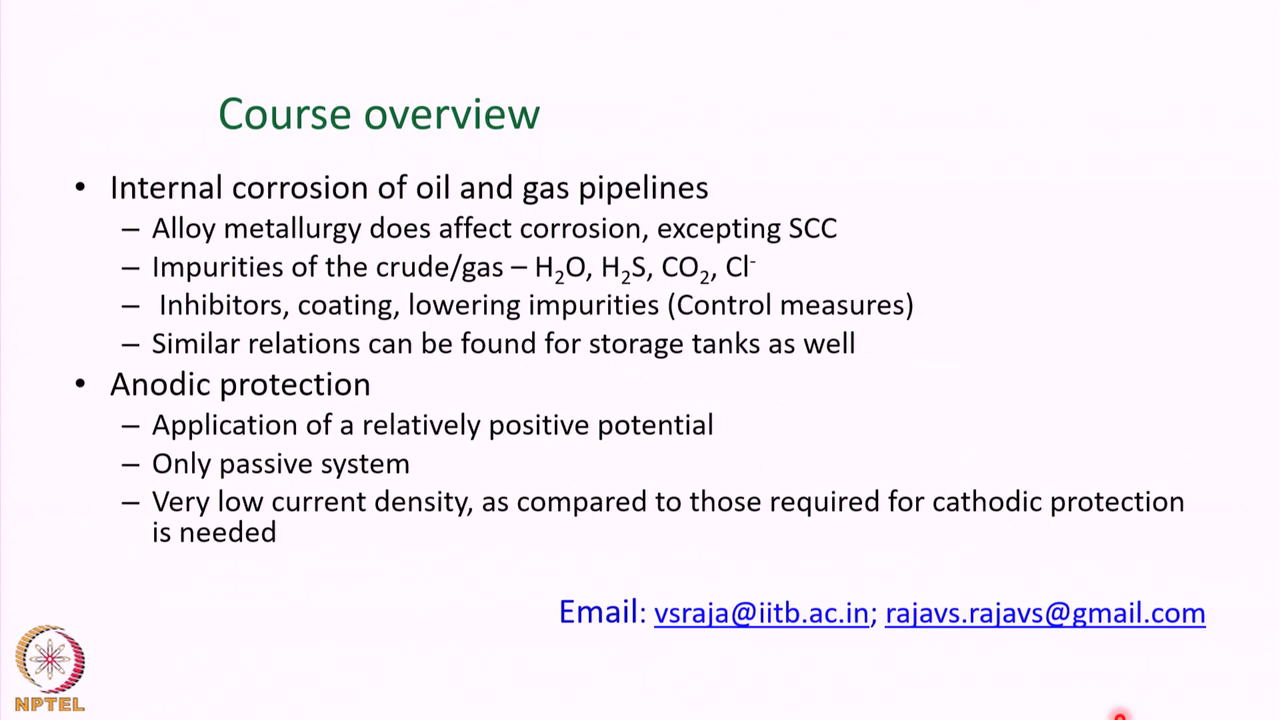 Course overview
• Internal corrosion of oil and gas pipelines
– Alloy metallurgy does affect corrosion, excepting SCC
– Impurities of the crude/gas – H₂O, H₂S, CO₂, Cl⁻
– Inhibitors, coating, lowering impurities (Control measures)
– Similar relations can be found for storage tanks as well
• Anodic protection
– Application of a relatively positive potential
– Only passive system
– Very low current density, as compared to those required for cathodic protection
is needed
Email: vsraja@iitb.ac.in; rajavs.rajavs@gmail.com
NPTEL